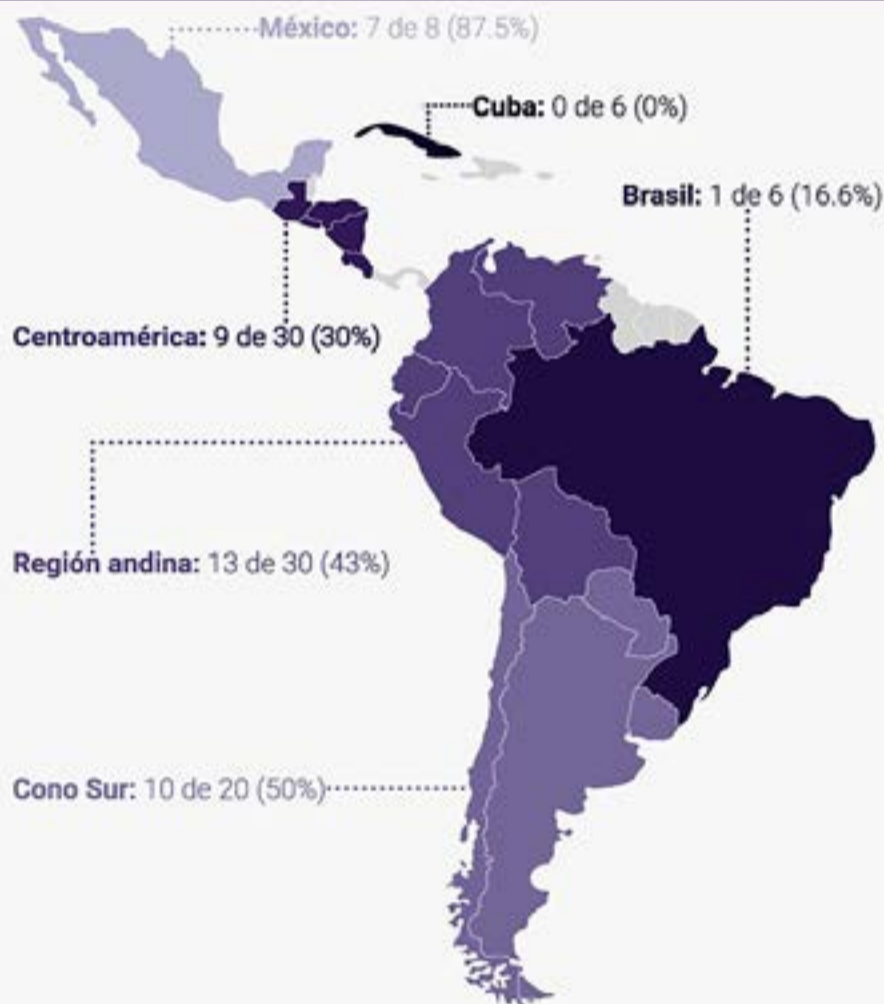 México: 7 de 8 (87.5%)
Cuba: 0 de 6 (0%)
Brasil: 1 de 6 (16.6%)
Centroamérica: 9 de 30 (30%)
Región andina: 13 de 30 (43%)
Cono Sur: 10 de 20 (50%)